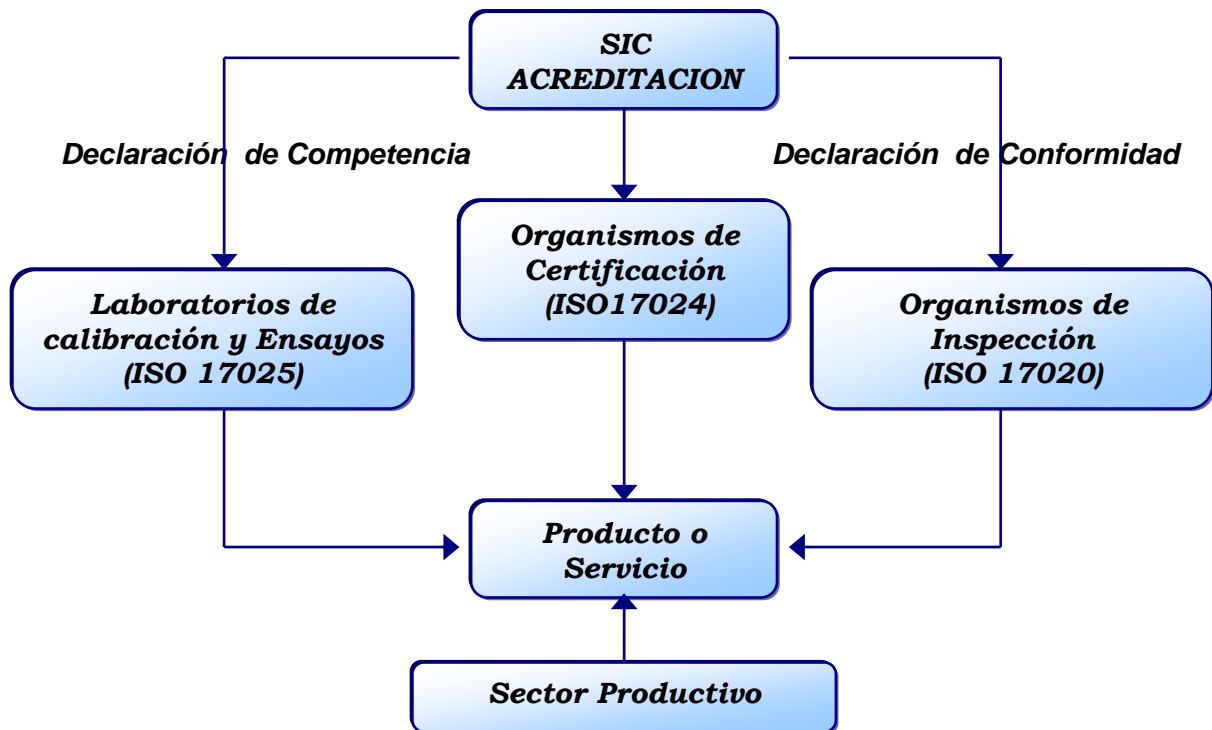 SIC
ACREDITACION
Declaración de Competencia
Declaración de Conformidad
Organismos de
Certificación
(ISO17024)
Laboratorios de
calibración y Ensayos
(ISO 17025)
Organismos de
Inspección
(ISO 17020)
Producto o
Servicio
Sector Productivo